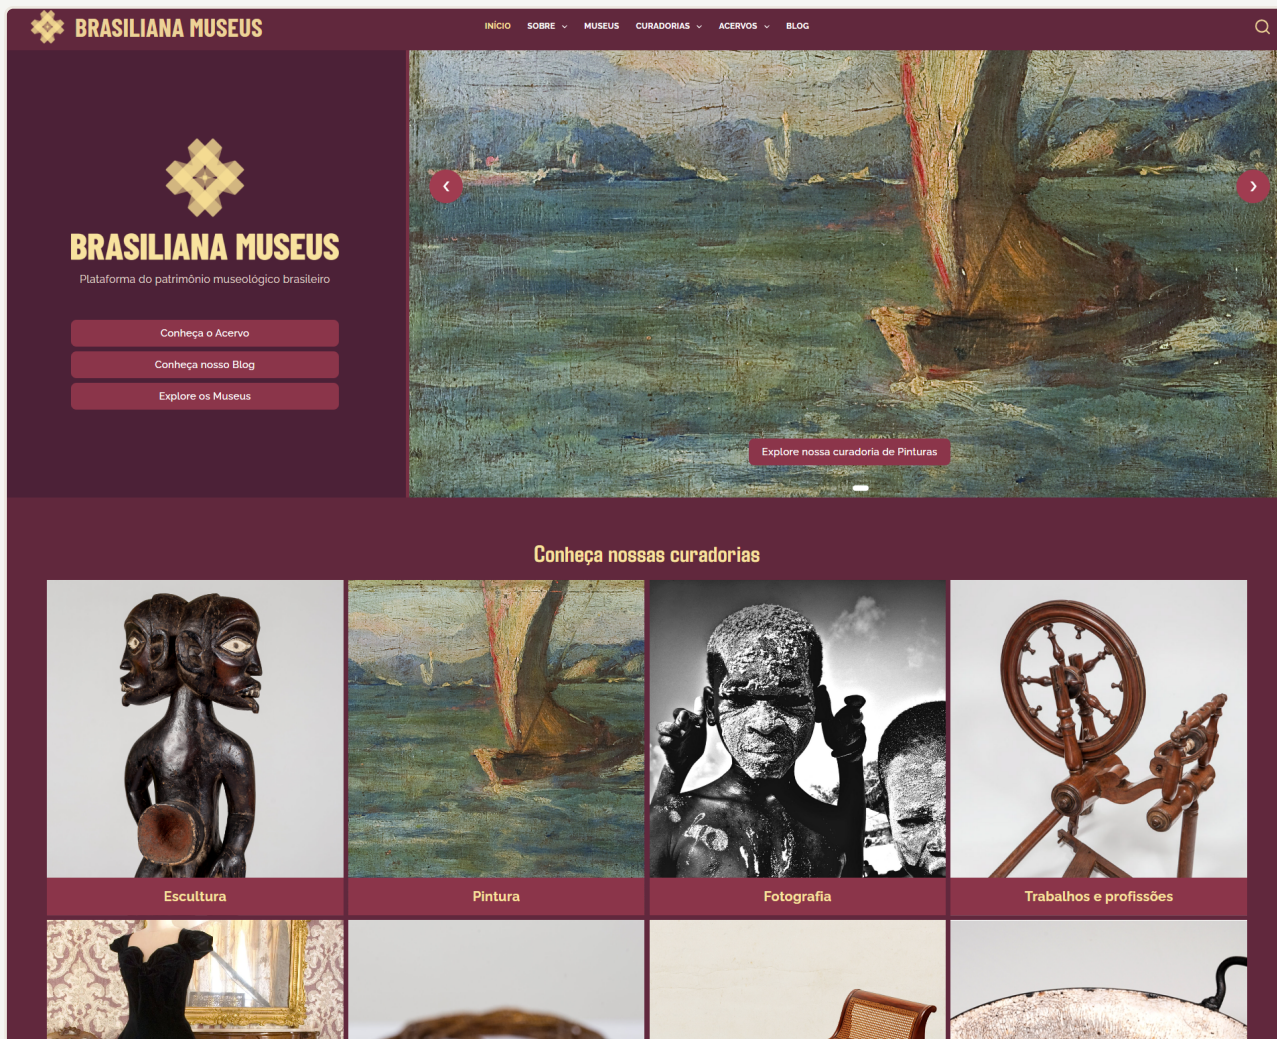 BRASILIANA MUSEUS
INÍCIO SOBRE MUSEUS CURADORIAS ACERVOS BLOG
BRASILIANA MUSEUS
Plataforma do patrimônio museológico brasileiro
Conheça o Acervo
Conheça nosso Blog
Explore os Museus
Explore nossa curadoria de Pinturas
Conheça nossas curadorias
Escultura
Pintura
Fotografia
Trabalhos e profissões